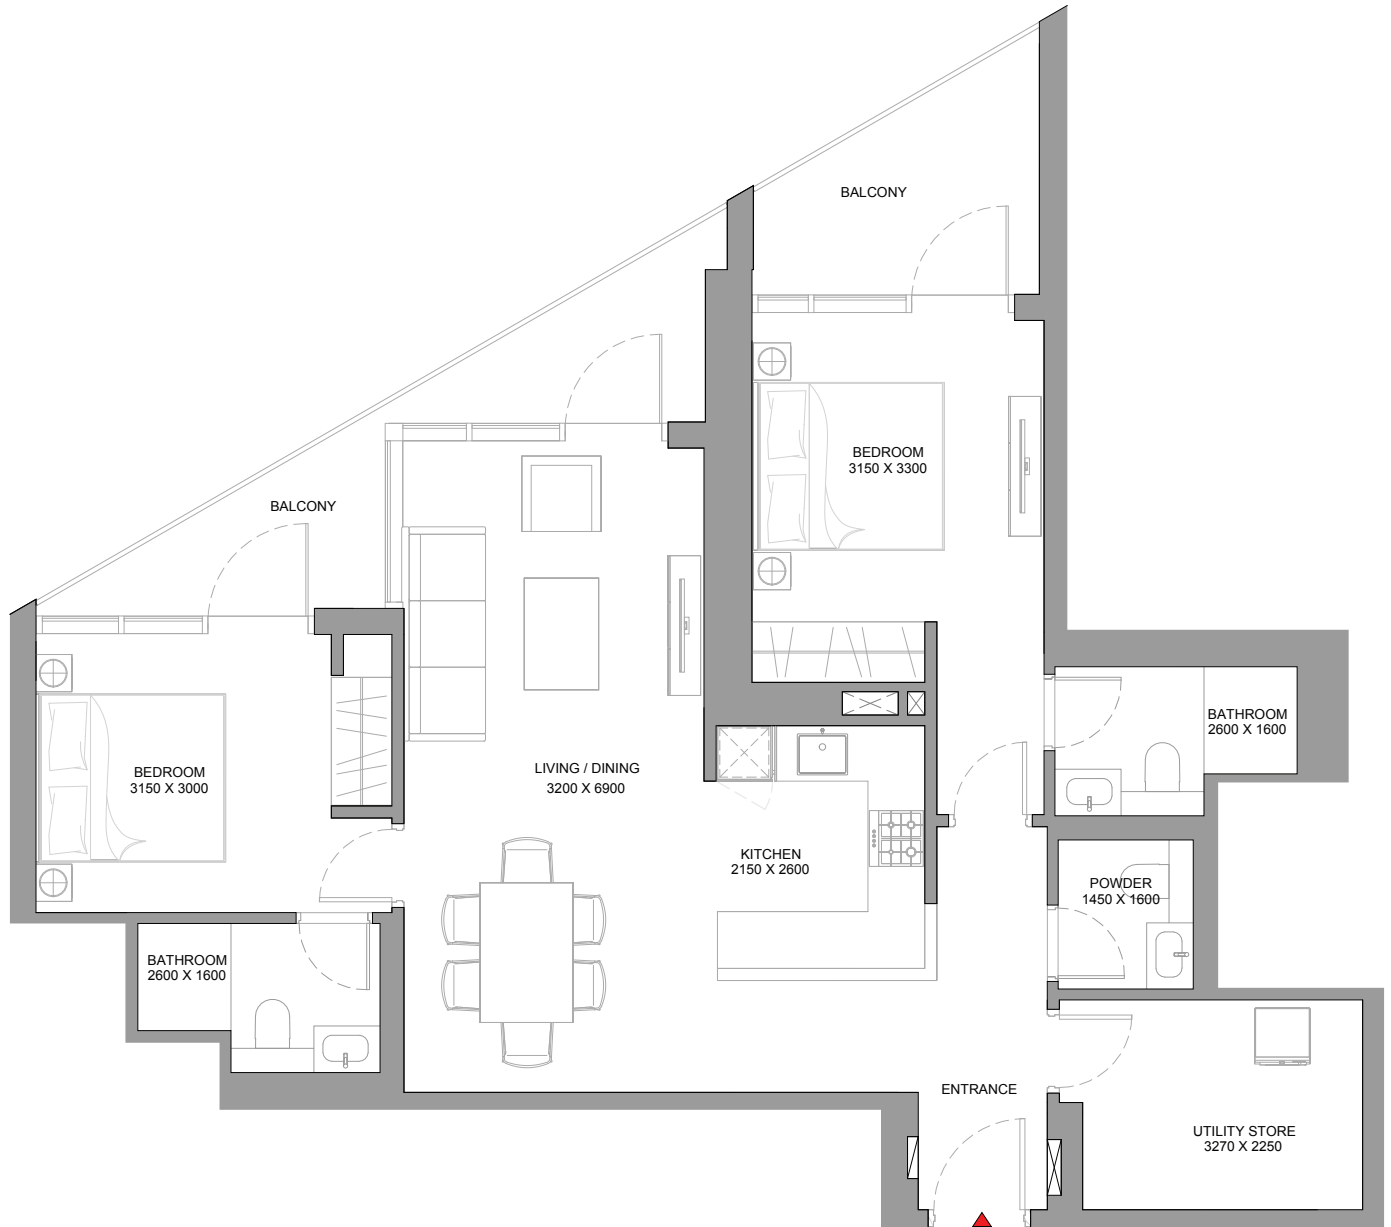 BALCONY
BEDROOM
3150 X 3300
BALCONY
BATHROOM
2600 X 1600
BEDROOM
3150 X 3000
LIVING / DINING
3200 X 6900
KITCHEN
2150 X 2600
POWDER
1450 X 1600
BATHROOM
2600 X 1600
ENTRANCE
UTILITY STORE
3270 X 2250